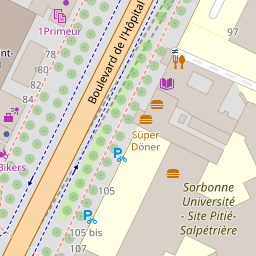 1Primeur
Boulevard de l'Hôpital
97
80
78
82
84
Süper
Döner
Bikers
105
Sorbonne
Université
- Site Pitié-
Salpêtrière
105 bis
107